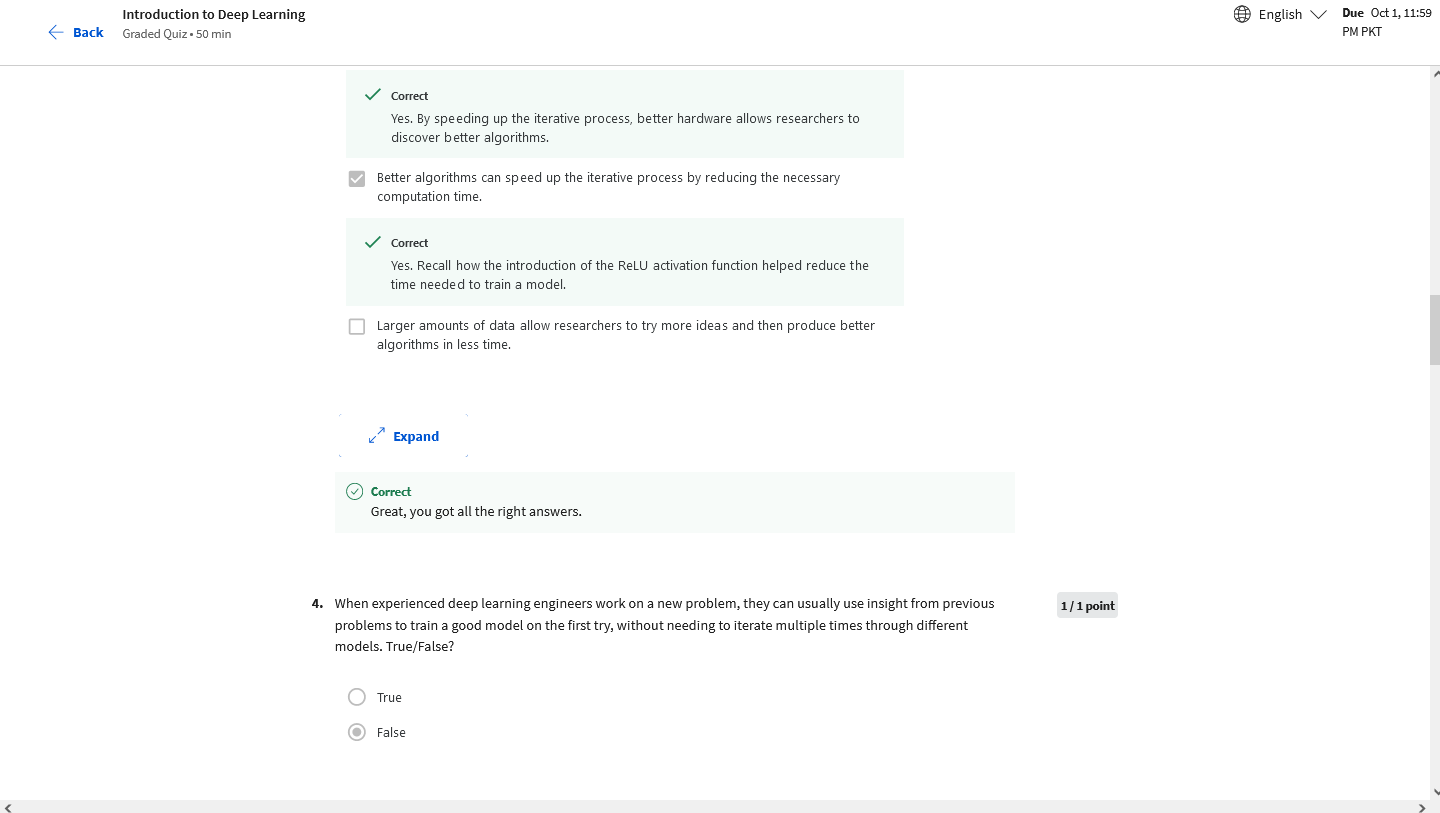 Back
Introduction to Deep Learning
Graded Quiz • 50 min
English
Due Oct 1, 11:59
PM PKT
Correct
Yes. By speeding up the iterative process, better hardware allows researchers to
discover better algorithms.
Better algorithms can speed up the iterative process by reducing the necessary
computation time.
Correct
Yes. Recall how the introduction of the ReLU activation function helped reduce the
time needed to train a model.
Larger amounts of data allow researchers to try more ideas and then produce better
algorithms in less time.
Expand
Correct
Great, you got all the right answers.
4. When experienced deep learning engineers work on a new problem, they can usually use insight from previous
problems to train a good model on the first try, without needing to iterate multiple times through different
models. True/False?
1 / 1 point
True
False